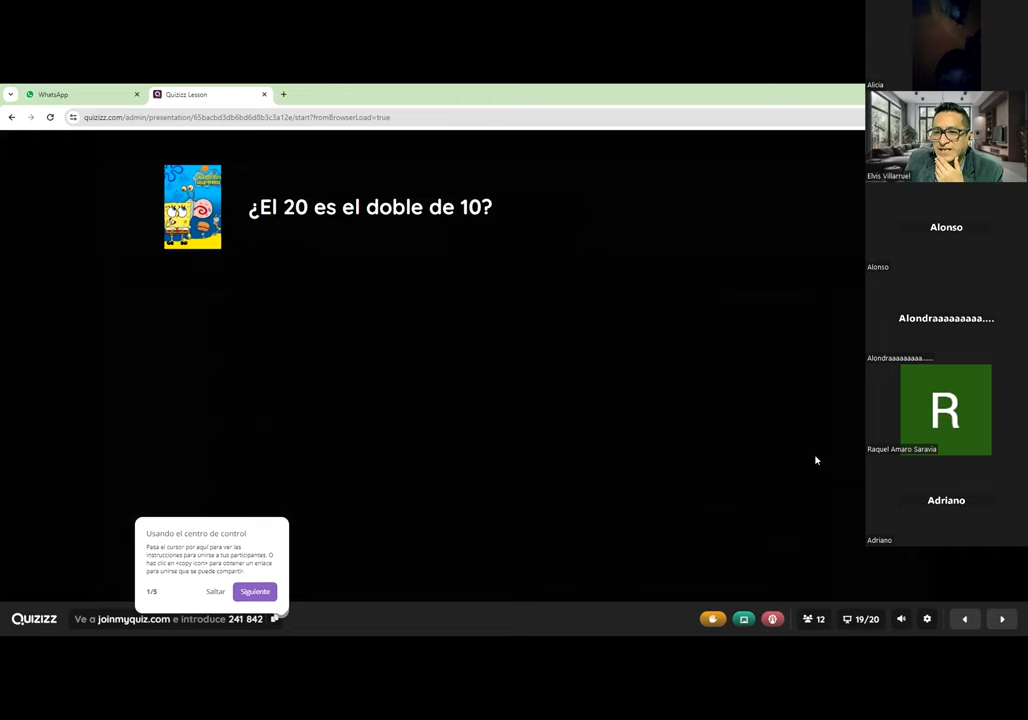 WhatsApp
Quizizz Lesson
quizizz.com/admin/presentation/65bacbd3db6bd6d8b3c3a12e/start?fromBrowserLoad=true
¿El 20 es el doble de 10?
Usando el centro de control
Pasa el cursor por aquí para ver las
instrucciones para unirse a tus participantes. O
haz clic en <copy icon> para obtener un enlace
para unirse que se puede compartir.
1/5
Saltar
Siguiente
QUIZIZZ
Ve a joinmyquiz.com e introduce 241 842
12
19/20
Alicia
Elvis Villarruel
Alonso
Alonso
Alondraaaaaaaaa....
Alondraaaaaaaaa......
R
Raquel Amaro Saravia
Adriano
Adriano